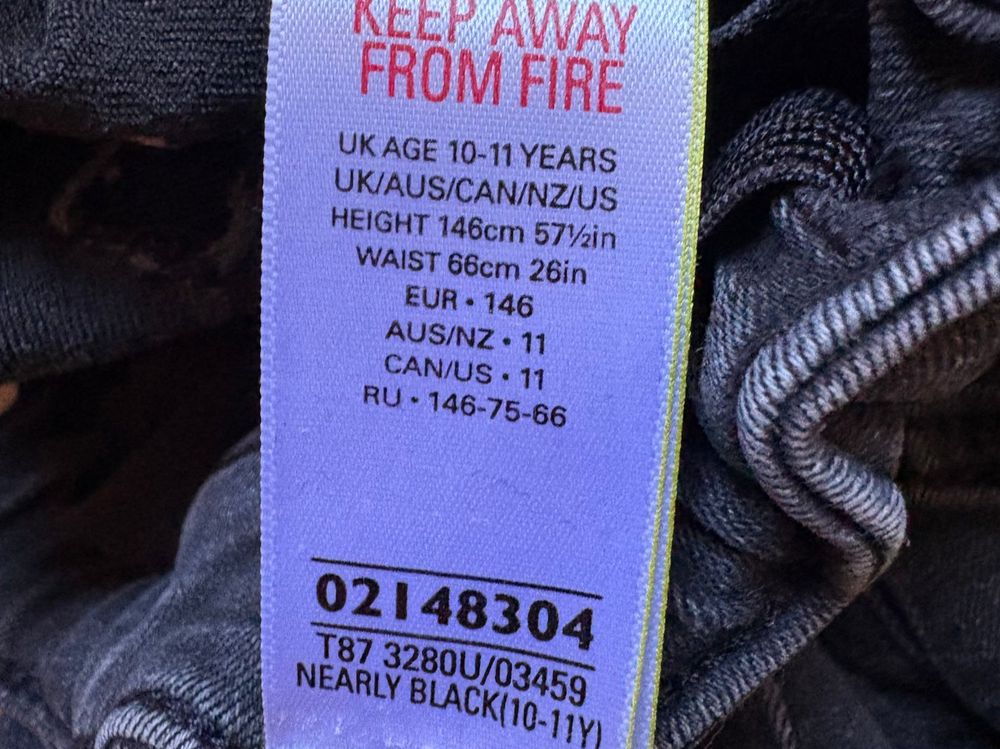 KEEP AWAY
FROM FIRE
UK AGE 10-11 YEARS
UK/AUS/CAN/NZ/US
HEIGHT 146cm 57½in
WAIST 66cm 26in
EUR • 146
AUS/NZ • 11
CAN/US • 11
RU • 146-75-66
02148304
T87 3280U/03459
NEARLY BLACK(10-11Y)